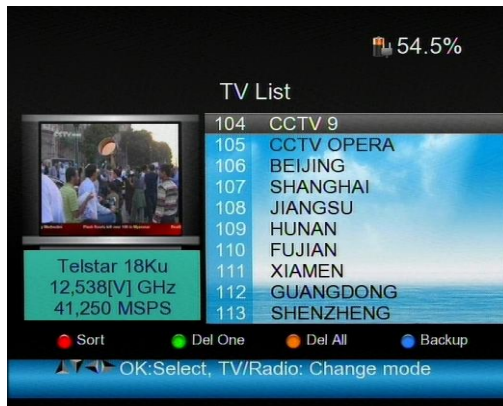 54.5%
TV List
104 CCTV 9
105 CCTV OPERA
106 BEIJING
107 SHANGHAI
108 JIANGSU
109 HUNAN
110 FUJIAN
111 XIAMEN
112 GUANGDONG
113 SHENZHENG
Telstar 18Ku
12,538[V] GHz
41,250 MSPS
Sort Del One Del All Backup
OK:Select, TV/Radio: Change mode